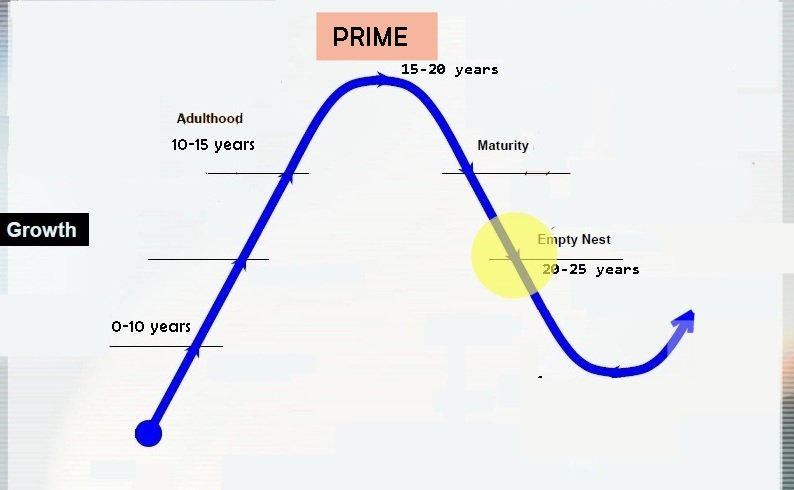 PRIME
15-20 years
Adulthood
10-15 years
Maturity
Growth
Empty Nest
20-25 years
0-10 years